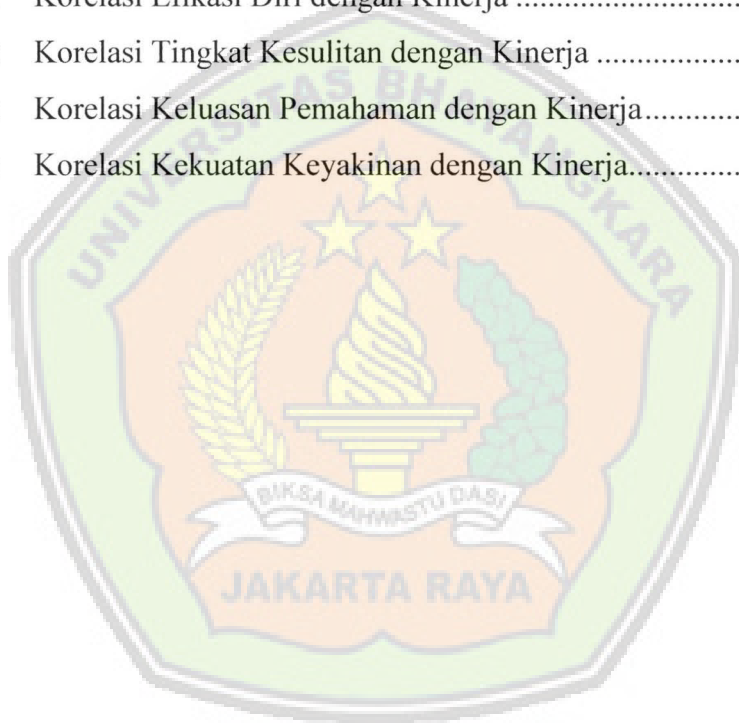 Korelasi Efikasi Diri dengan Kinerja ........................
Korelasi Tingkat Kesulitan dengan Kinerja ..................
Korelasi Keluasan Pemahaman dengan Kinerja............
Korelasi Kekuatan Keyakinan dengan Kinerja..............
UNIVERSITAS BHAYANGKARA
BIKSA MAHWASTU DASI
JAKARTA RAYA